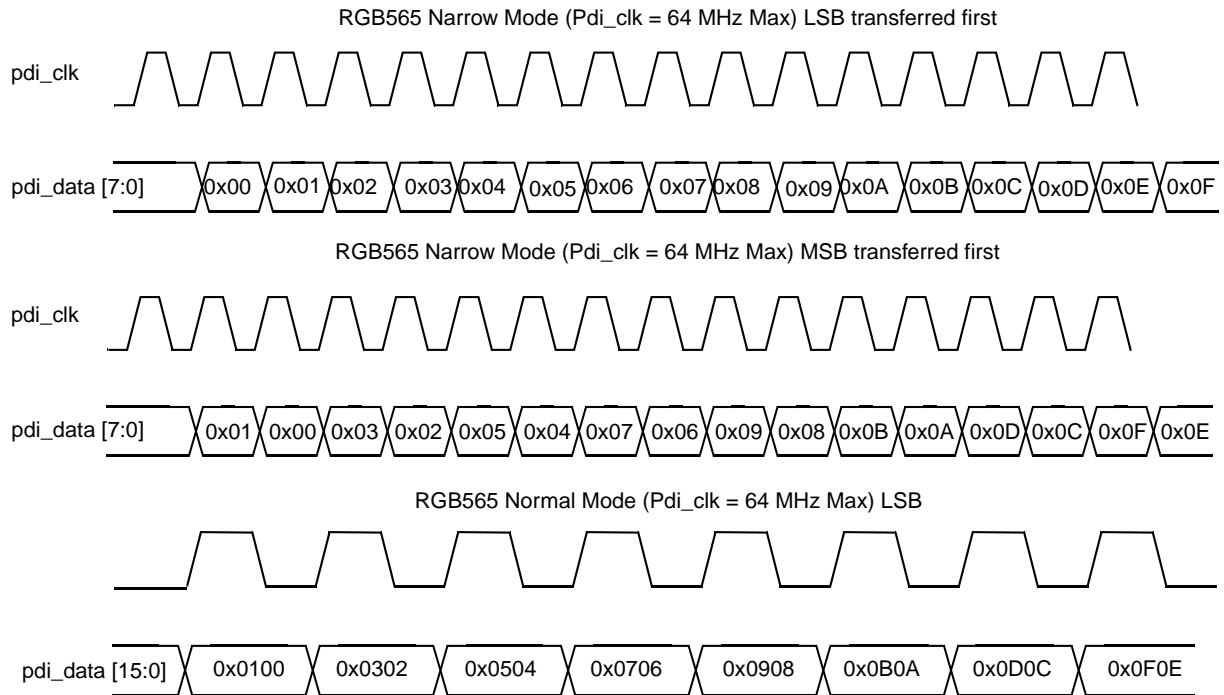 RGB565 Narrow Mode (Pdi_clk = 64 MHz Max) LSB transferred first
pdi_clk
pdi_data [7:0] 0x00 0x01 0x02 0x03 0x04 0x05 0x06 0x07 0x08 0x09 0x0A 0x0B 0x0C 0x0D 0x0E 0x0F
RGB565 Narrow Mode (Pdi_clk = 64 MHz Max) MSB transferred first
pdi_clk
pdi_data [7:0] 0x01 0x00 0x03 0x02 0x05 0x04 0x07 0x06 0x09 0x08 0x0B 0x0A 0x0D 0x0C 0x0F 0x0E
RGB565 Normal Mode (Pdi_clk = 64 MHz Max) LSB
pdi_data [15:0] 0x0100 0x0302 0x0504 0x0706 0x0908 0x0B0A 0x0D0C 0x0F0E